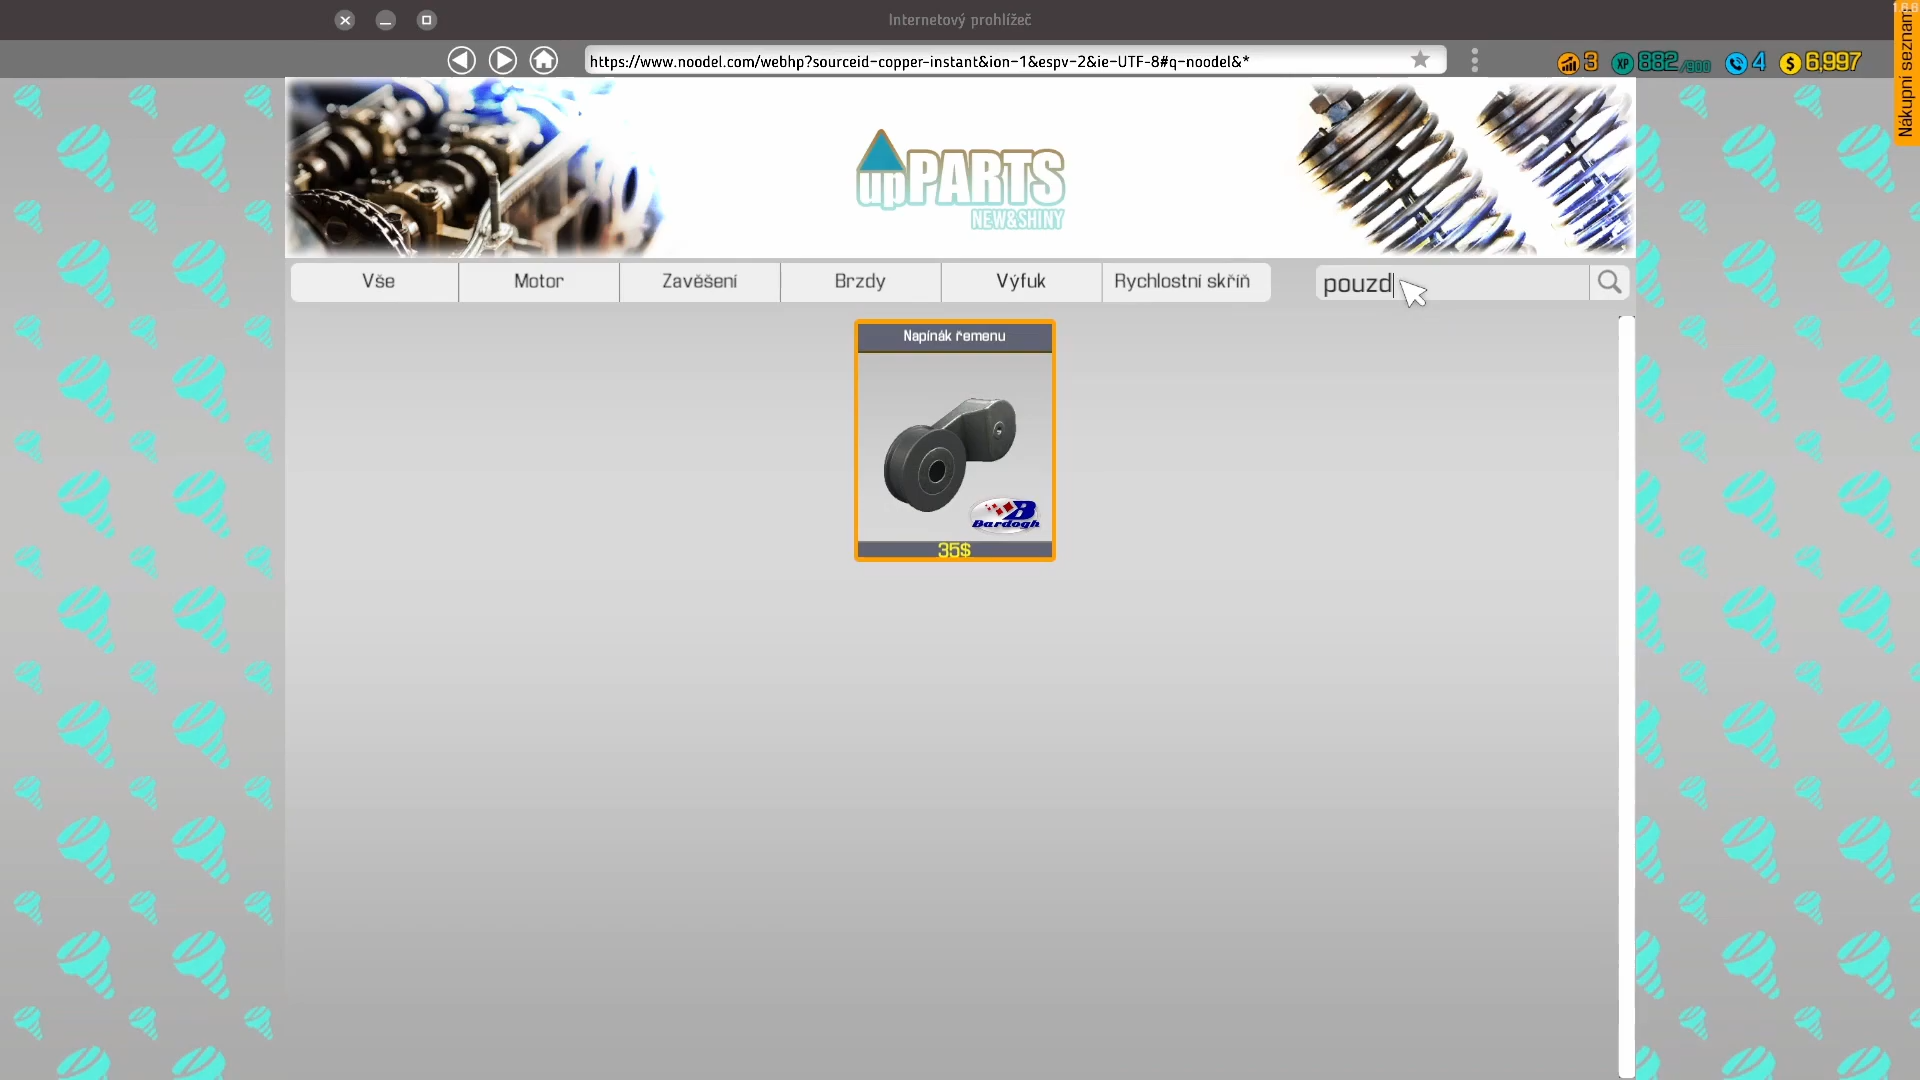 Internetový prohlížeč
https://www.noodel.com/webhp?sourceid-copper-instant&ion-1&espv-2&ie-UTF-8#q-noodel&*
3
XP 882/900
4
$ 6,997
Nákupní seznam
upPARTS
NEW&SHINY
Vše
Motor
Zavěšení
Brzdy
Výfuk
Rychlostní skříň
pouzd
Napínák řemenu
B
Bardogh
35$